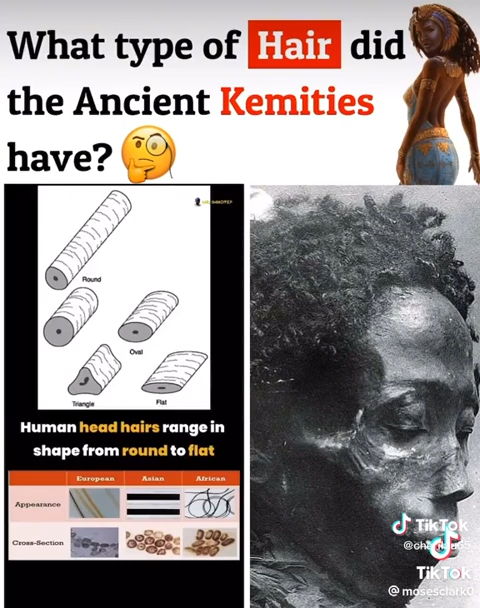 What type of Hair did
the Ancient Kemities
have?
Round
Oval
Triangle
Flat
Human head hairs range in
shape from round to flat
European Asian African
Appearance
Cross-Section
TikTok
TikTok
@mosesclark0